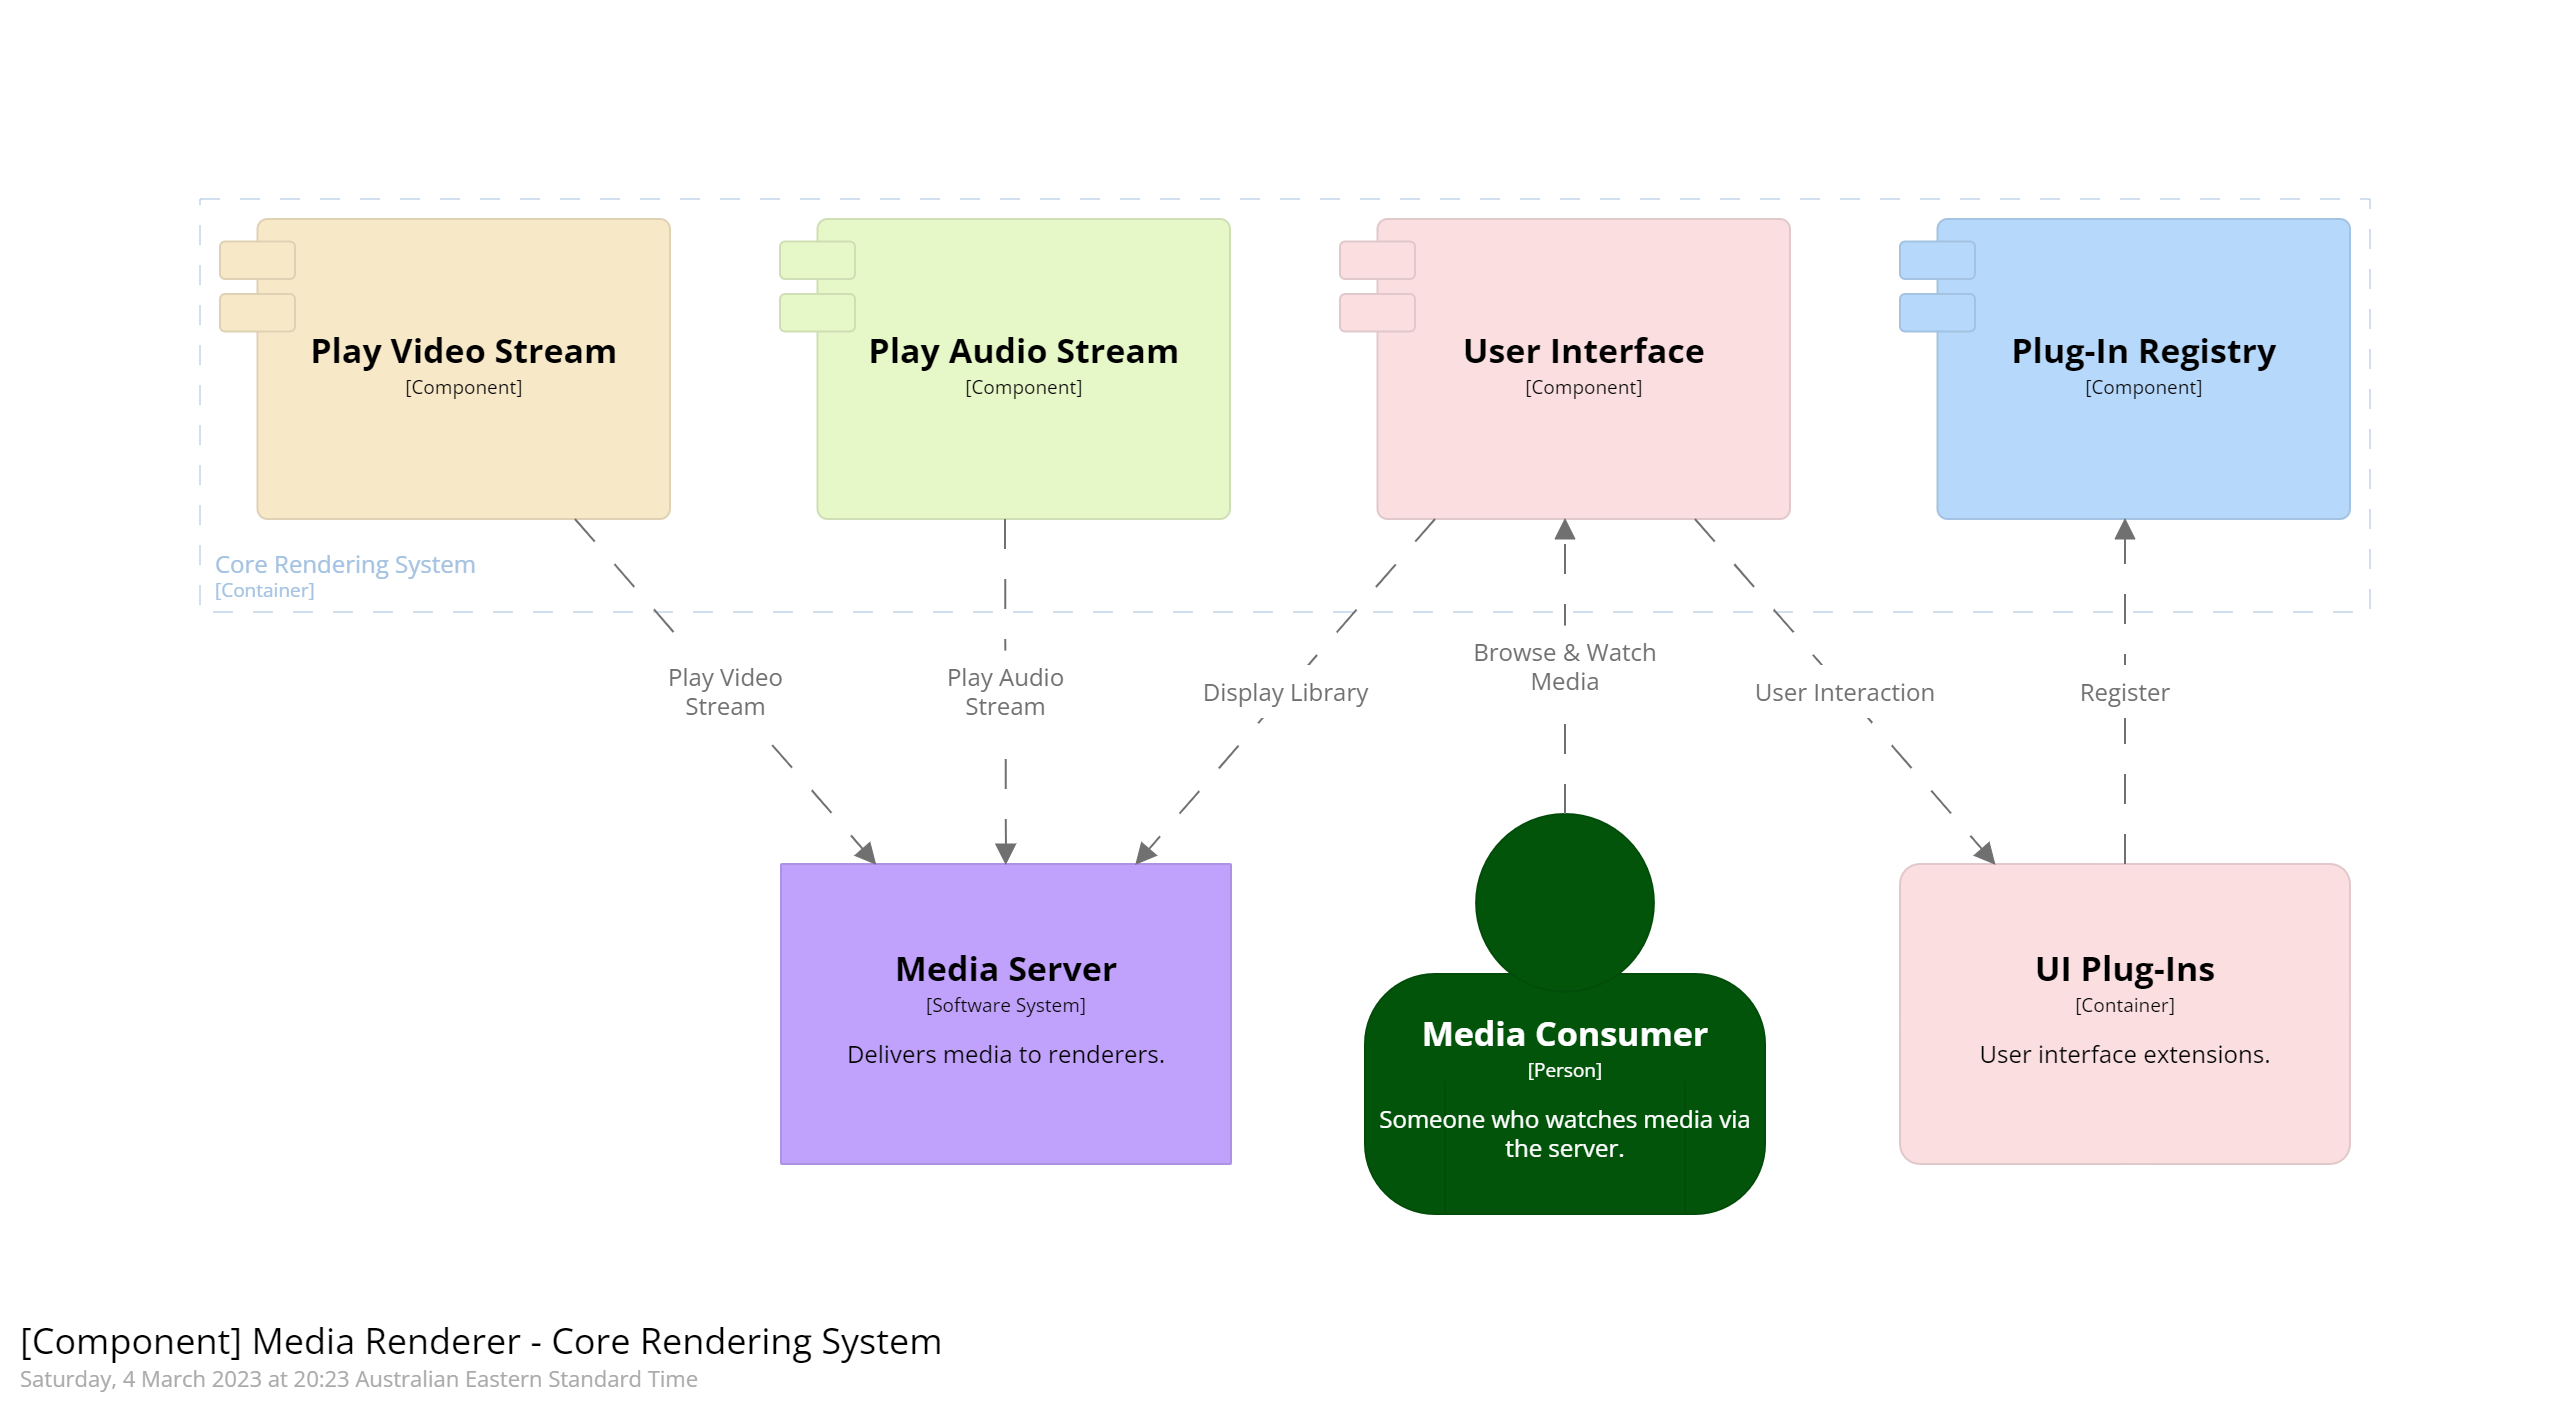 Play Video Stream
[Component]
Play Audio Stream
[Component]
User Interface
[Component]
Plug-In Registry
[Component]
Core Rendering System
[Container]
Play Video
Stream
Play Audio
Stream
Display Library
Browse & Watch
Media
User Interaction
Register
Media Server
[Software System]
Delivers media to renderers.
Media Consumer
[Person]
Someone who watches media via
the server.
UI Plug-Ins
[Container]
User interface extensions.
[Component] Media Renderer - Core Rendering System
Saturday, 4 March 2023 at 20:23 Australian Eastern Standard Time